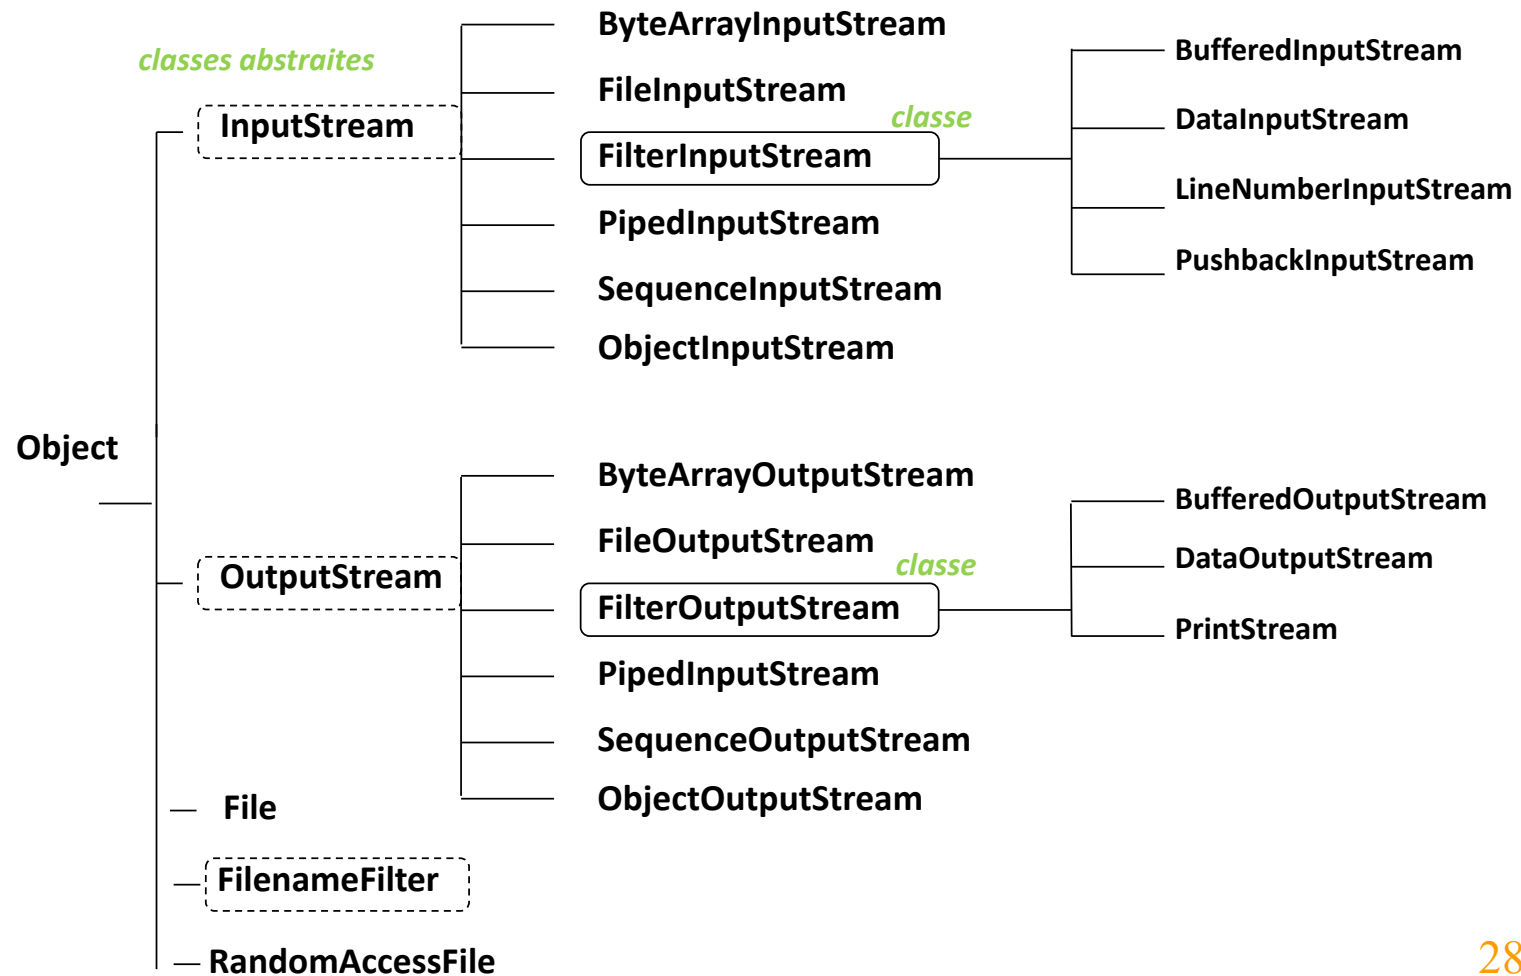 classes abstraites
Object
InputStream
ByteArrayInputStream
FileInputStream
classe
FilterInputStream
PipedInputStream
SequenceInputStream
ObjectInputStream
BufferedInputStream
DataInputStream
LineNumberInputStream
PushbackInputStream
OutputStream
ByteArrayOutputStream
FileOutputStream
classe
FilterOutputStream
PipedInputStream
SequenceOutputStream
ObjectOutputStream
BufferedOutputStream
DataOutputStream
PrintStream
File
FilenameFilter
RandomAccessFile
28